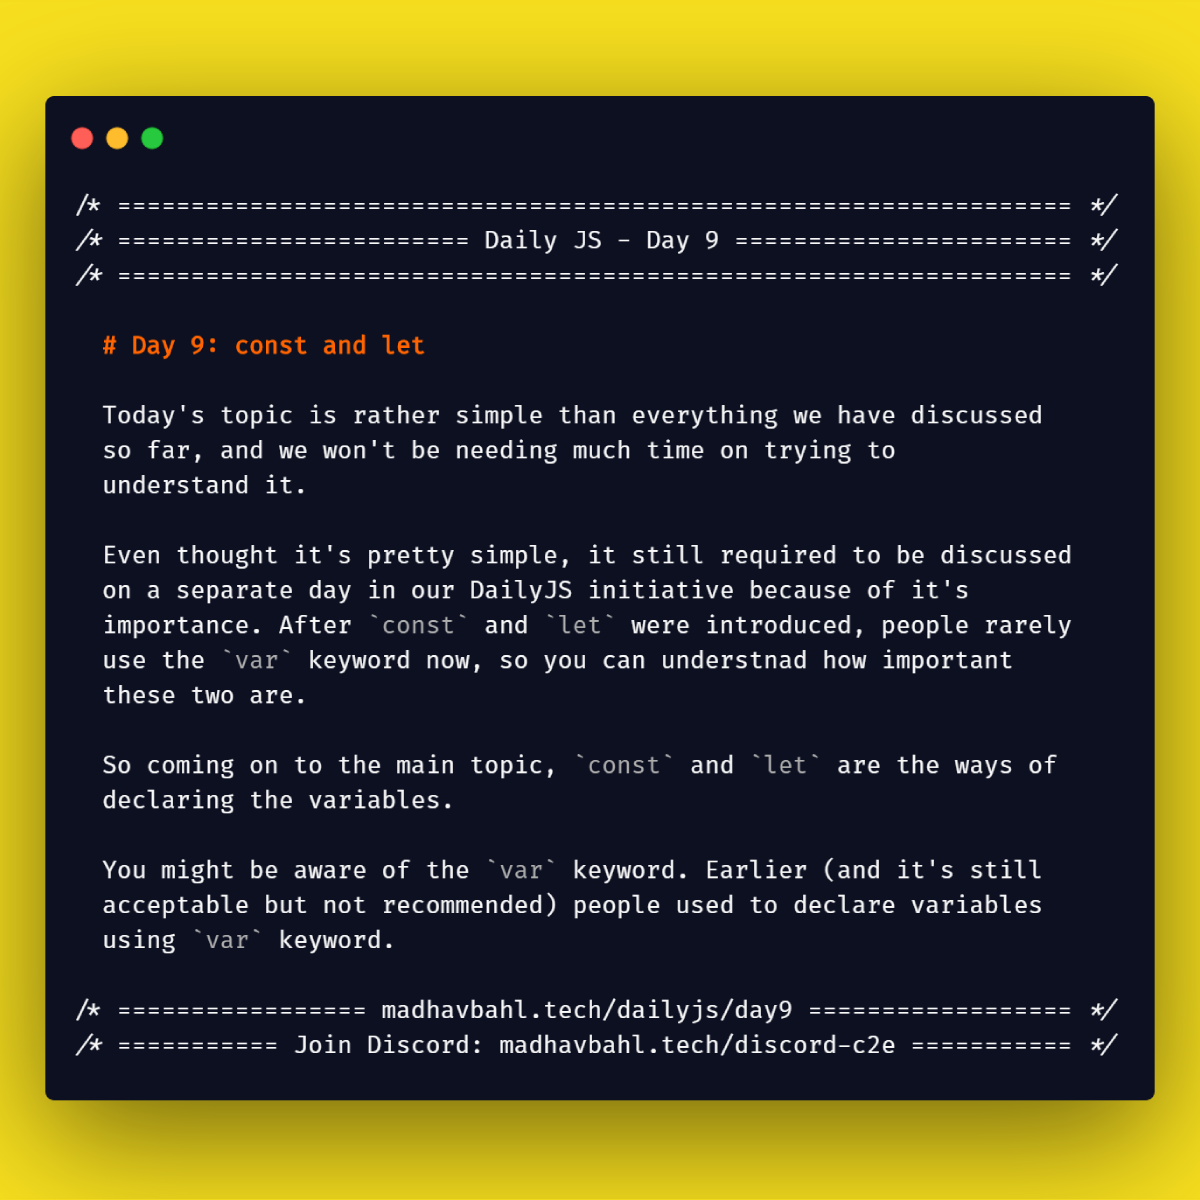 /* ================================================================= */
/* ======================== Daily JS - Day 9 ======================= */
/* ================================================================= */
# Day 9: const and let
Today's topic is rather simple than everything we have discussed
so far, and we won't be needing much time on trying to
understand it.
Even thought it's pretty simple, it still required to be discussed
on a separate day in our DailyJS initiative because of it's
importance. After `const` and `let` were introduced, people rarely
use the `var` keyword now, so you can understnad how important
these two are.
So coming on to the main topic, `const` and `let` are the ways of
declaring the variables.
You might be aware of the `var` keyword. Earlier (and it's still
acceptable but not recommended) people used to declare variables
using `var` keyword.
/* ================= madhavbahl.tech/dailyjs/day9 ================== */
/* =========== Join Discord: madhavbahl.tech/discord-c2e =========== */